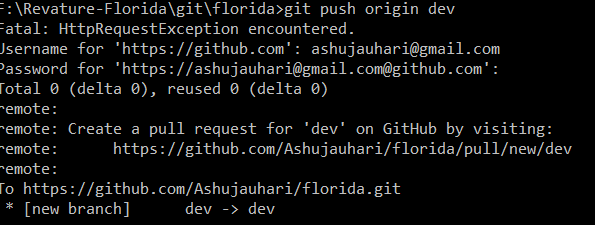 F:\Revature-Florida\git\florida>git push origin dev
Fatal: HttpRequestException encountered.
Username for 'https://github.com': ashujauhari@gmail.com
Password for 'https://ashujauhari@gmail.com@github.com':
Total 0 (delta 0), reused 0 (delta 0)
remote:
remote: Create a pull request for 'dev' on GitHub by visiting:
remote:      https://github.com/Ashujauhari/florida/pull/new/dev
remote:
To https://github.com/Ashujauhari/florida.git
 * [new branch]      dev -> dev